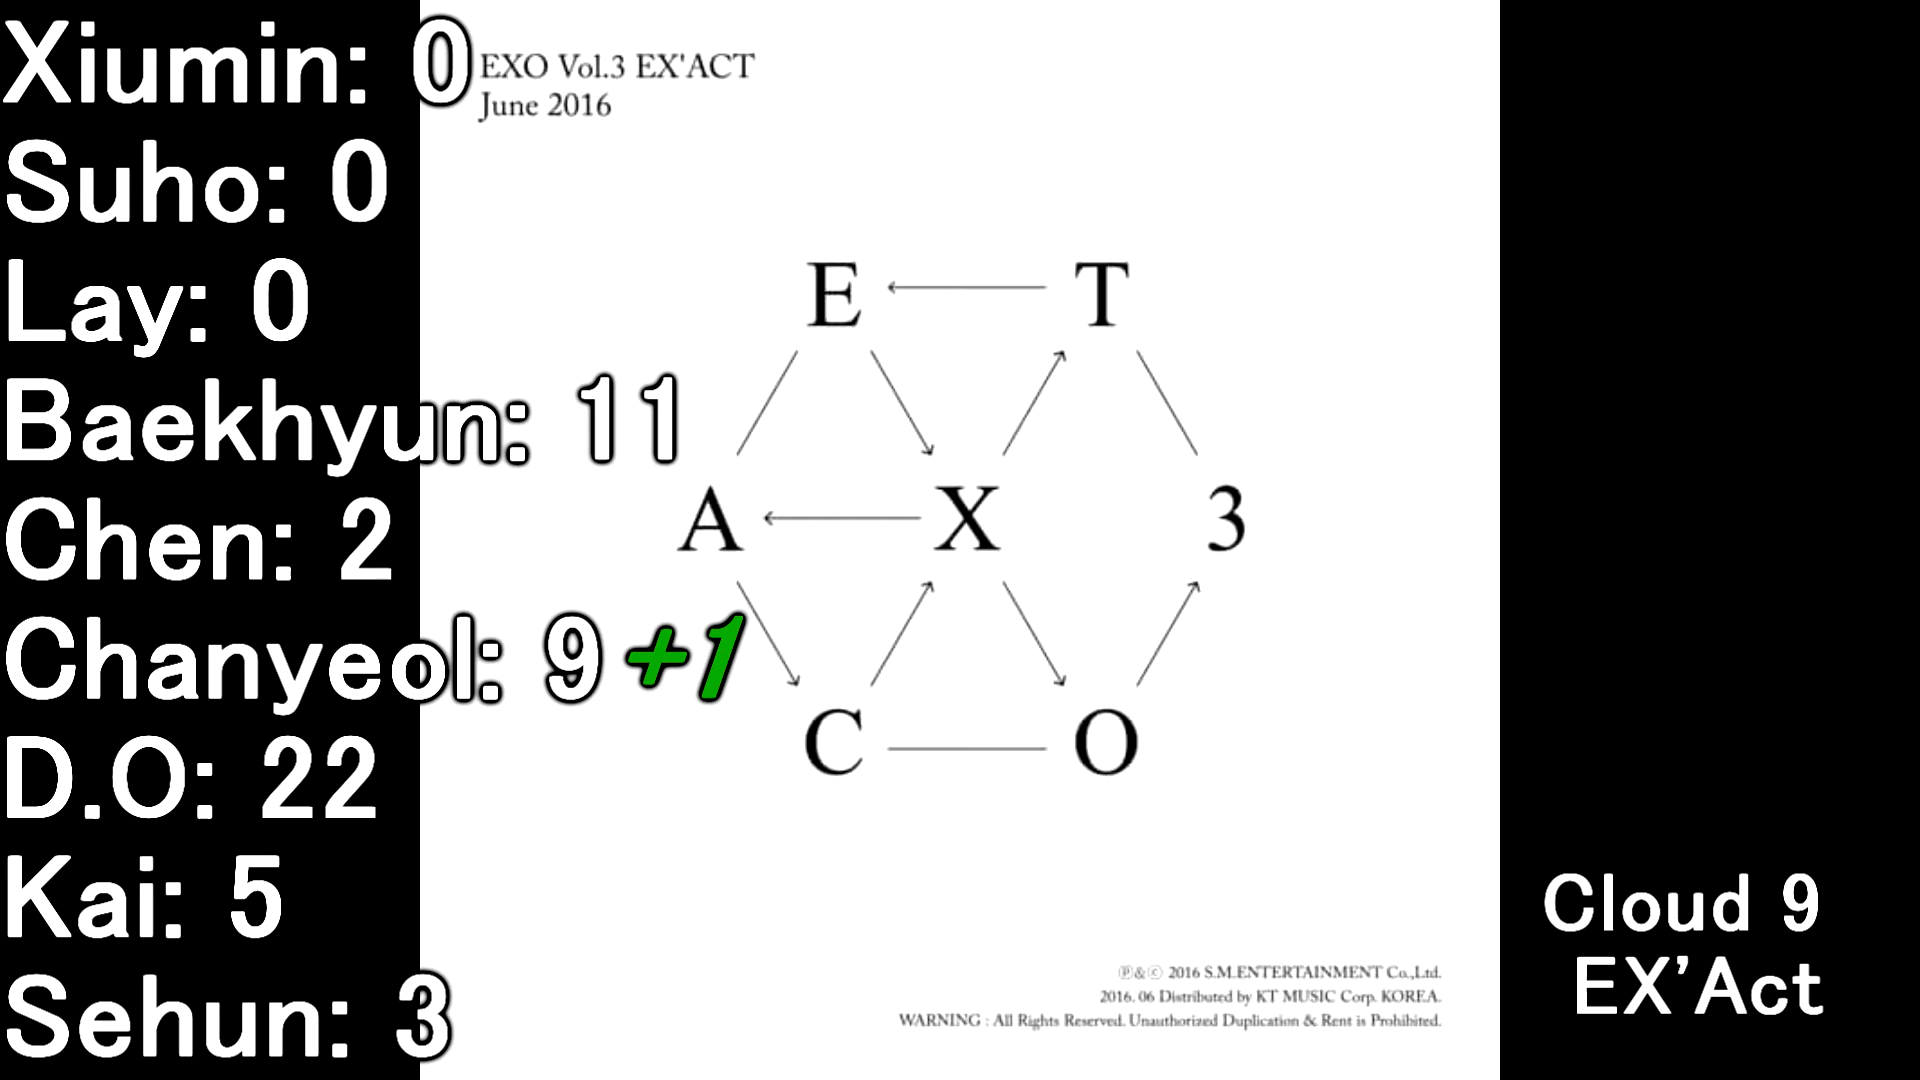 Xiumin: 0
Suho: 0
Lay: 0
Baekhyun: 11
Chen: 2
Chanyeol: 9 +1
D.O: 22
Kai: 5
Sehun: 3
EXO Vol.3 EX'ACT
June 2016
E T
A X 3
C O
℗&© 2016 S.M.ENTERTAINMENT Co.,Ltd.
2016. 06 Distributed by KT MUSIC Corp. KOREA.
WARNING : All Rights Reserved. Unauthorized Duplication & Rent is Prohibited.
Cloud 9
EX’Act